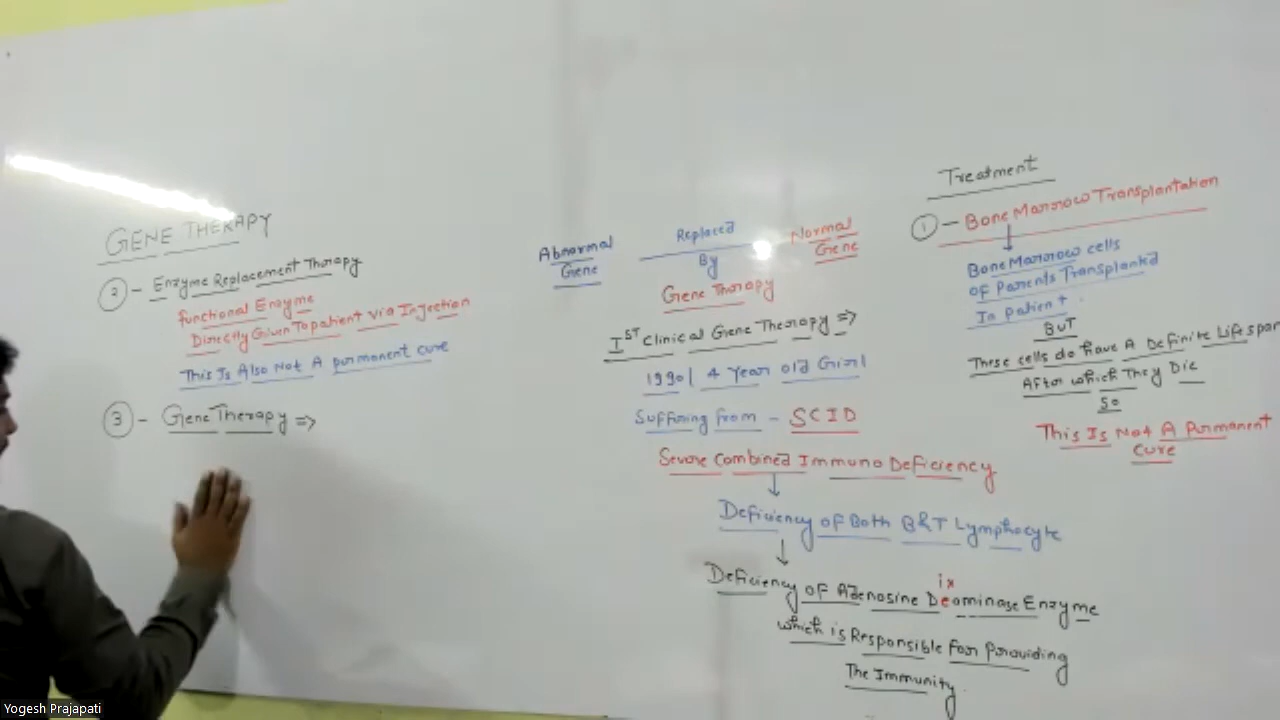 GENE THERAPY
2 - Enzyme Replacement Therapy
functional Enzyme
Directly Given To patient via Injection
This Is Also Not A permanent cure
3 - Gene Therapy =>
Abnormal Gene
Replaced By
Normal Gene
Gene Therapy
Ist Clinical Gene Therapy =>
1990 | 4 Year old Girl
Suffering from - SCID
Severe Combined Immuno Deficiency
Deficiency of Both B & T Lymphocyte
ix
Deficiency of Adenosine Deaminase Enzyme
which is Responsible For Providing
The Immunity.
Treatment
1 - Bone Marrow Transplantation
Bone Marrow cells
of Parents Transplanted
In patient.
But
These cells do have A Definite Life span
After which They Die
So
This Is Not A Permanent
Cure
Yogesh Prajapati